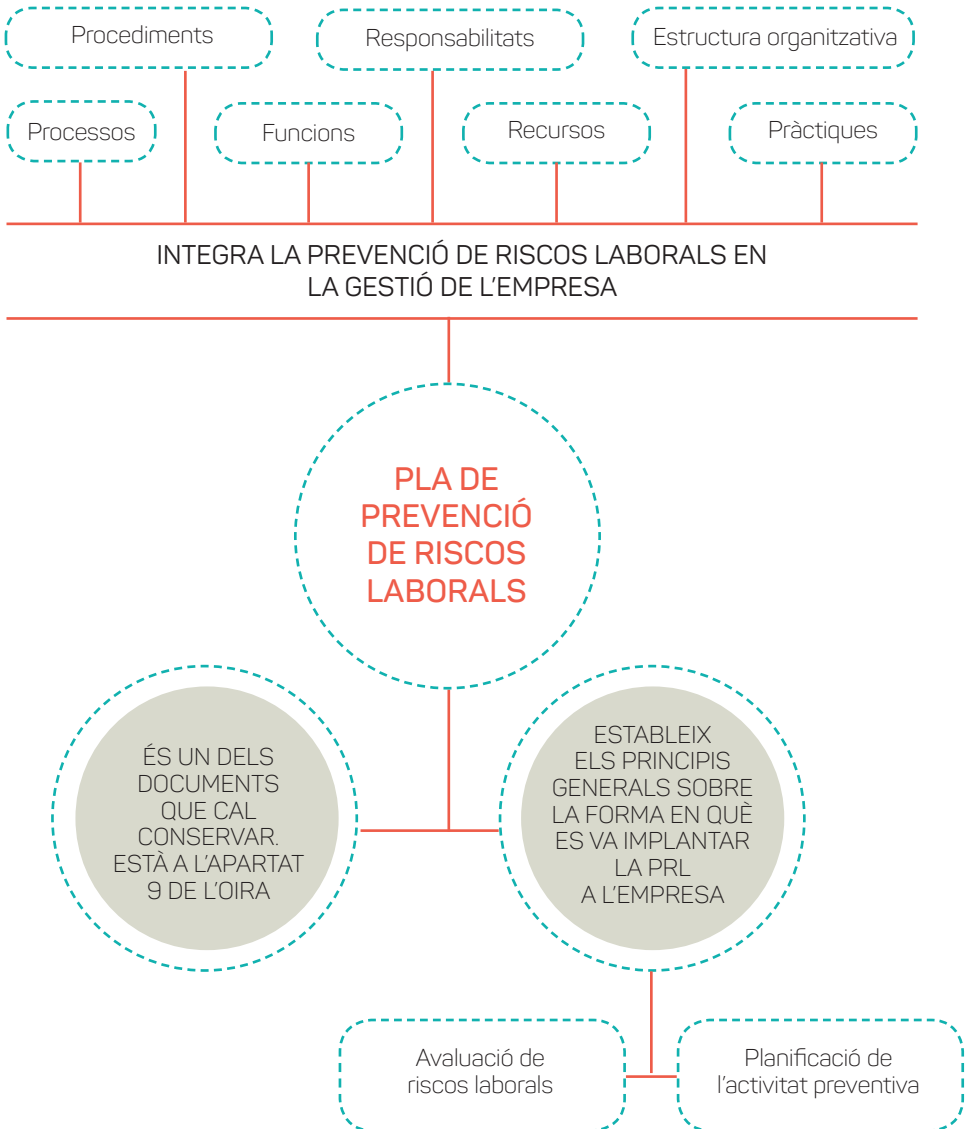 Procediments
Responsabilitats
Estructura organitzativa
Processos
Funcions
Recursos
Pràctiques
INTEGRA LA PREVENCIÓ DE RISCOS LABORALS EN
LA GESTIÓ DE L'EMPRESA
PLA DE
PREVENCIÓ
DE RISCOS
LABORALS
ÉS UN DELS
DOCUMENTS
QUE CAL
CONSERVAR.
ESTÀ A L'APARTAT
9 DE L'OIRA
ESTABLEIX
ELS PRINCIPIS
GENERALS SOBRE
LA FORMA EN QUÈ
ES VA IMPLANTAR
LA PRL
A L'EMPRESA
Avaluació de
riscos laborals
Planificació de
l'activitat preventiva